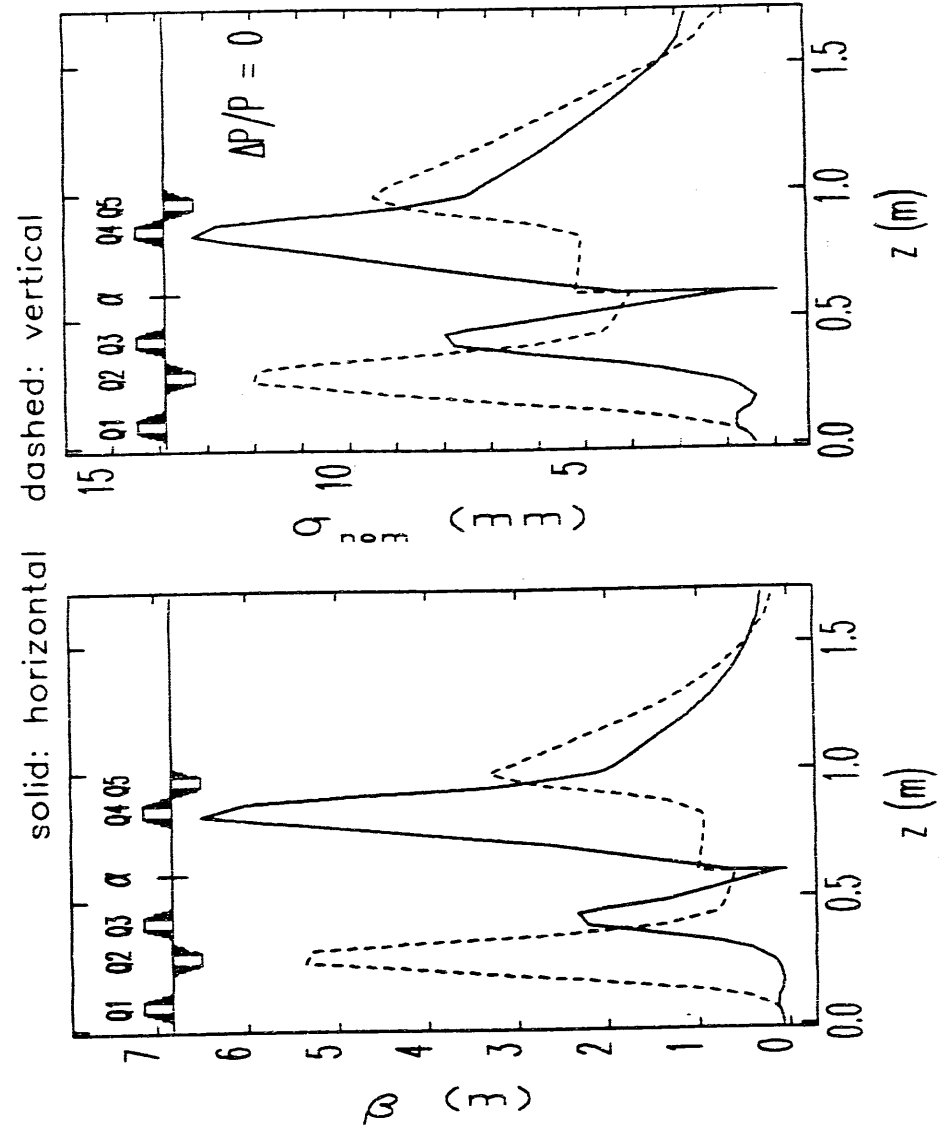 solid: horizontal dashed: vertical
Q1 Q2 Q3 α Q4 Q5
7
6
5
4
3
2
1
0
β (m)
0.0 0.5 1.0 1.5
z (m)
Q1 Q2 Q3 α Q4 Q5
ΔP/P = 0
15
10
5
a nom (mm)
0.0 0.5 1.0 1.5
z (m)